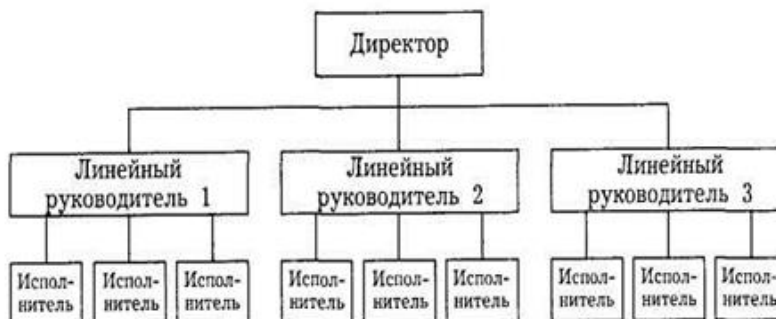 Директор
Линейный
руководитель 1
Линейный
руководитель 2
Линейный
руководитель 3
Испол-
нитель
Испол-
нитель
Испол-
нитель
Испол-
нитель
Испол-
нитель
Испол-
нитель
Испол-
нитель
Испол-
нитель
Испол-
нитель